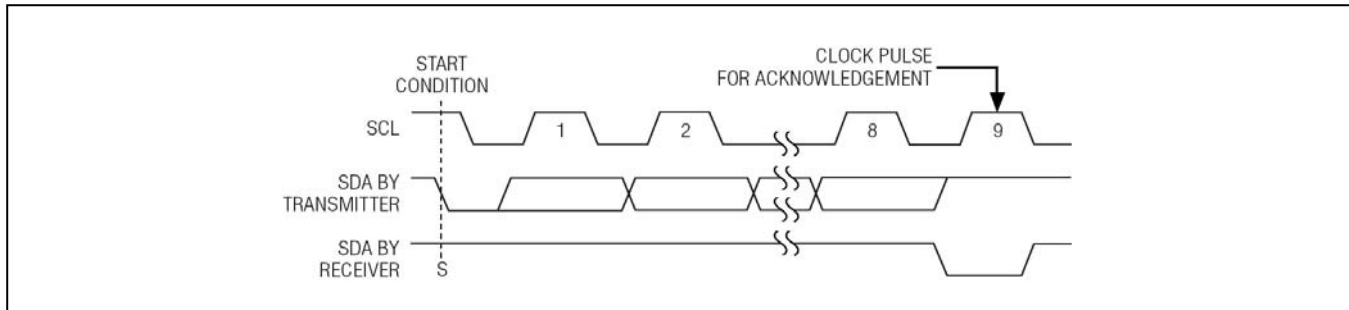 START
CONDITION
CLOCK PULSE
FOR ACKNOWLEDGEMENT
SCL
1
2
8
9
SDA BY
TRANSMITTER
SDA BY
RECEIVER
S